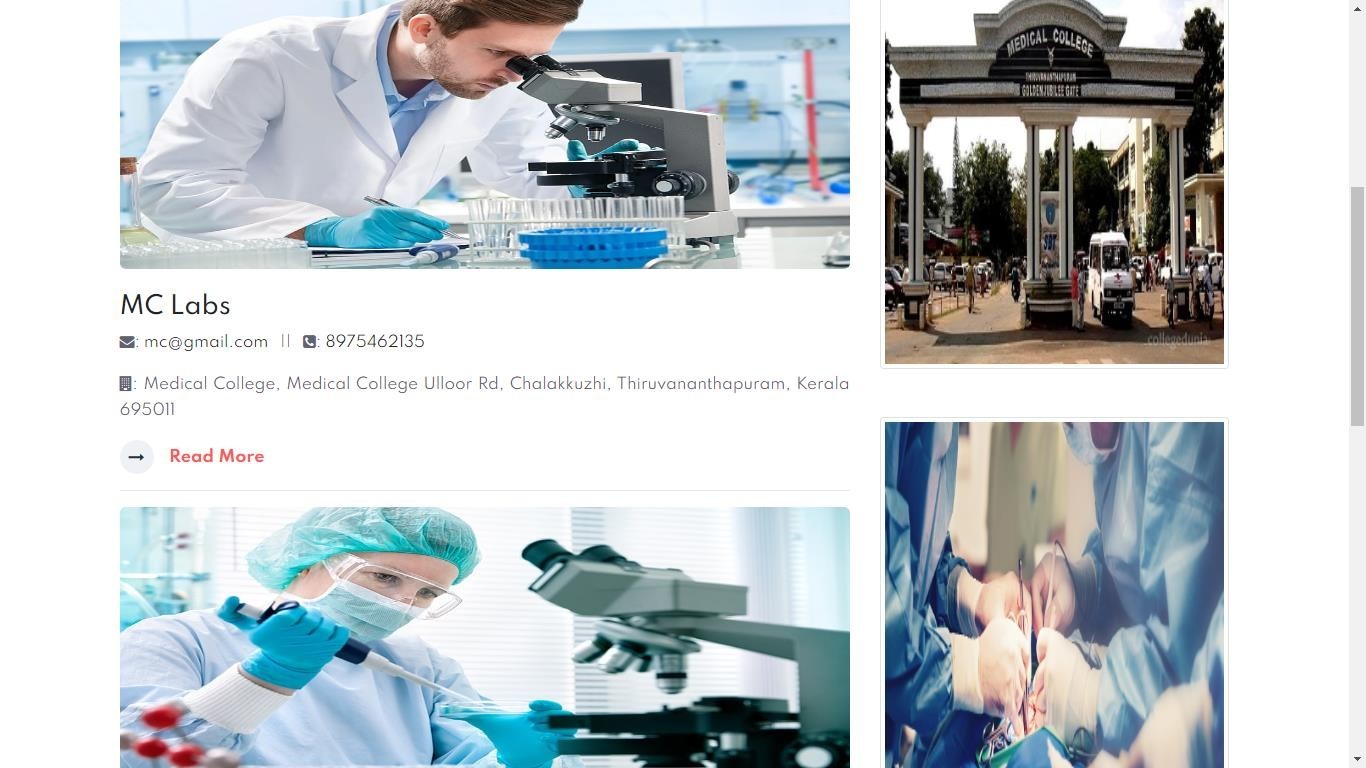 MC Labs
: mc@gmail.com || : 8975462135
: Medical College, Medical College Ulloor Rd, Chalakkuzhi, Thiruvananthapuram, Kerala
695011
→ Read More
MEDICAL COLLEGE
THIRUVANANTHAPURAM
GOLDEN JUBILEE GATE
SBT
collegedunia